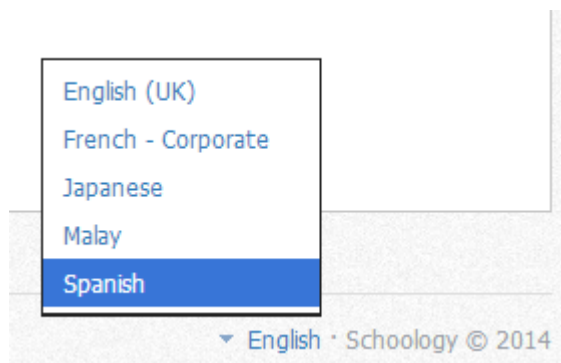 English (UK)
French - Corporate
Japanese
Malay
Spanish
English · Schoology © 2014